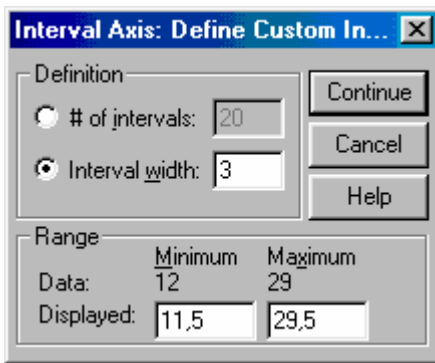 Interval Axis: Define Custom In...
Definition
# of intervals: 20
Interval width: 3
Continue
Cancel
Help
Range
Minimum Maximum
Data: 12 29
Displayed: 11,5 29,5